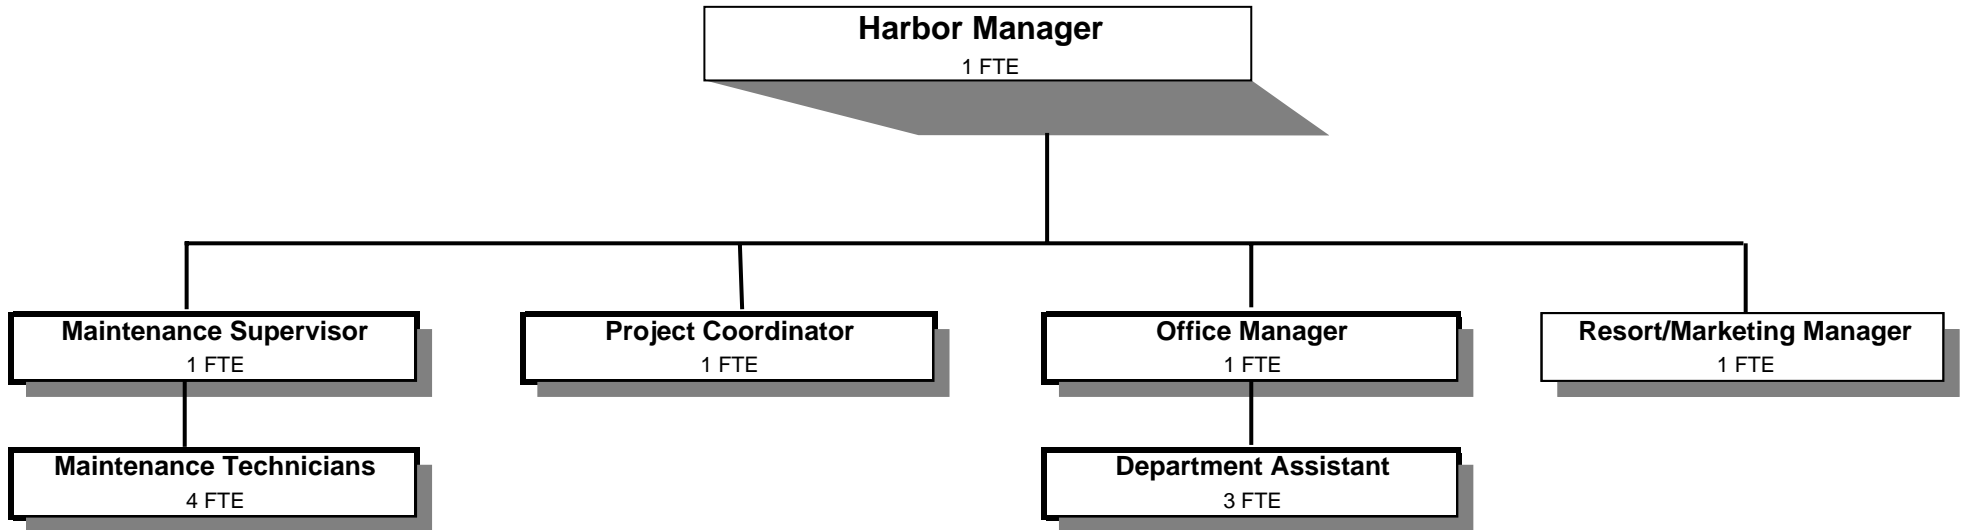 Harbor Manager
1 FTE
Maintenance Supervisor
1 FTE
Project Coordinator
1 FTE
Office Manager
1 FTE
Resort/Marketing Manager
1 FTE
Maintenance Technicians
4 FTE
Department Assistant
3 FTE